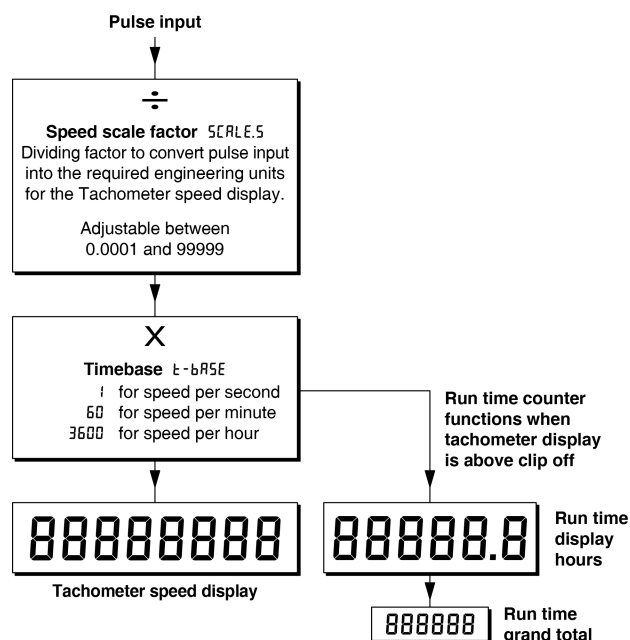 Pulse input
÷
Speed scale factor SCALE.S
Dividing factor to convert pulse input
into the required engineering units
for the Tachometer speed display.
Adjustable between
0.0001 and 99999
X
Timebase t-bASE
1 for speed per second
60 for speed per minute
3600 for speed per hour
Run time counter
functions when
tachometer display
is above clip off
88888888
Tachometer speed display
88888.8
Run time
display
hours
888888
Run time
grand total